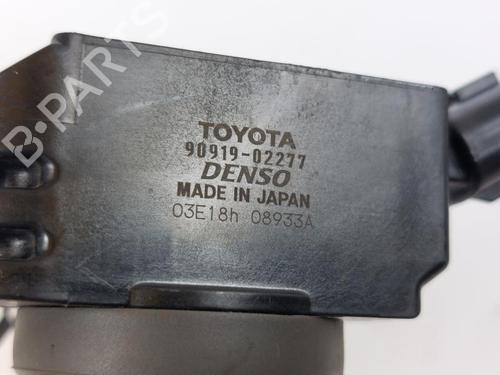 B-PARTS
TOYOTA
90919-02277
DENSO
MADE IN JAPAN
03E18h 08933A